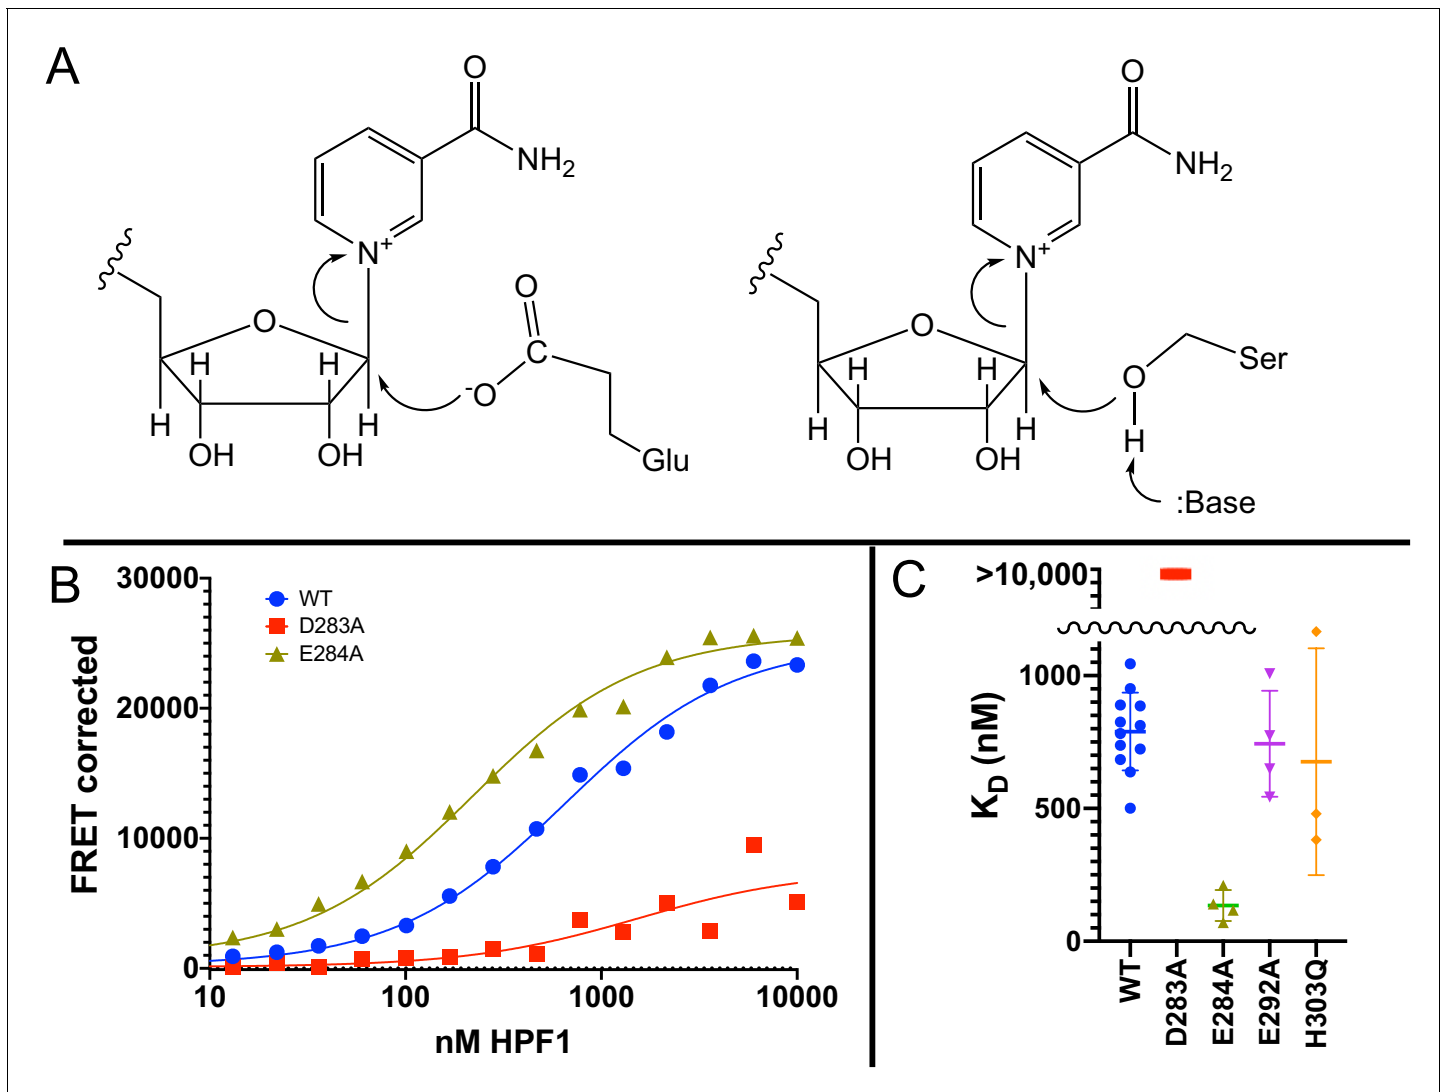 A
O
NH2
N+
O
O
C
-O
H
H
H
H
OH
OH
Glu
O
NH2
N+
O
O
Ser
H
H
H
H
H
OH
OH
:Base
B
30000
20000
10000
0
FRET corrected
WT
D283A
E284A
10
100
1000
10000
nM HPF1
C
>10,000
1000
500
0
KD (nM)
WT
D283A
E284A
E292A
H303Q